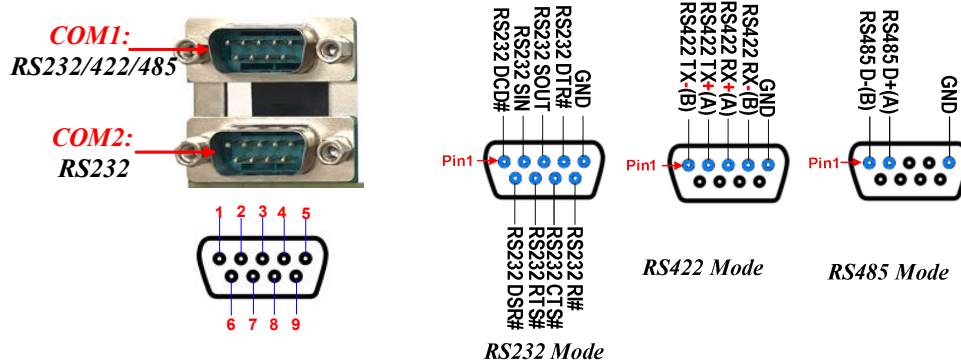 COM1:
RS232/422/485
COM2:
RS232
1 2 3 4 5
6 7 8 9
RS232 DCD#
RS232 SIN
RS232 SOUT
RS232 DTR#
GND
Pin1
RS232 DSR#
RS232 RTS#
RS232 CTS#
RS232 RI#
RS232 Mode
RS422 TX-(B)
RS422 TX+(A)
RS422 RX+(A)
RS422 RX-(B)
GND
Pin1
RS422 Mode
RS485 D-(B)
RS485 D+(A)
GND
Pin1
RS485 Mode